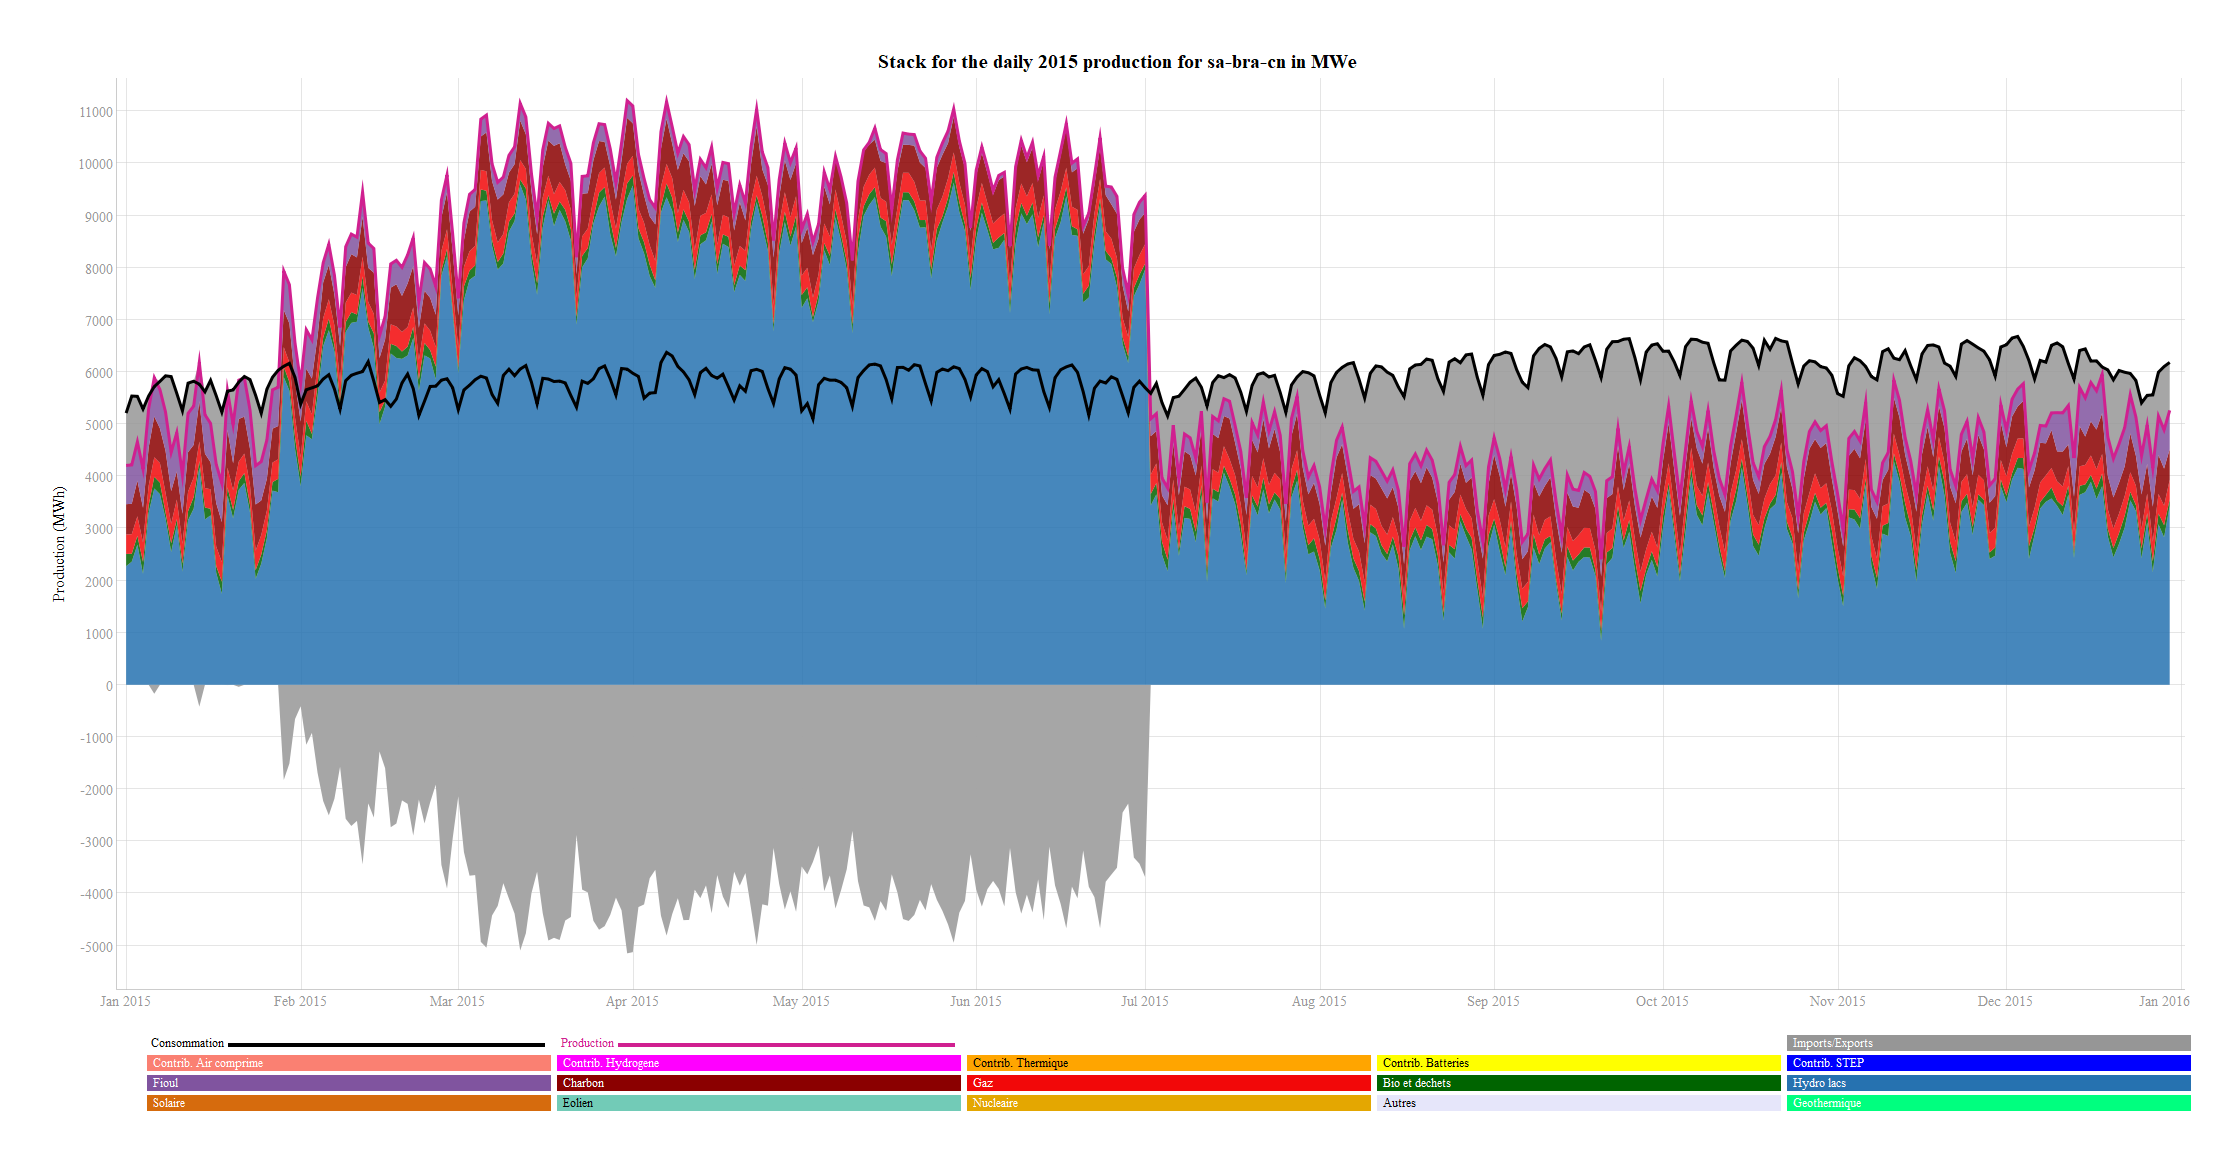 Stack for the daily 2015 production for sa-bra-cn in MWe
Production (MWh)
11000
10000
9000
8000
7000
6000
5000
4000
3000
2000
1000
0
-1000
-2000
-3000
-4000
-5000
Jan 2015 Feb 2015 Mar 2015 Apr 2015 May 2015 Jun 2015 Jul 2015 Aug 2015 Sep 2015 Oct 2015 Nov 2015 Dec 2015 Jan 2016
Consommation Production Imports/Exports
Contrib. Air comprime Contrib. Hydrogene Contrib. Thermique Contrib. Batteries Contrib. STEP
Fioul Charbon Gaz Bio et dechets Hydro lacs
Solaire Eolien Nucleaire Autres Geothermique